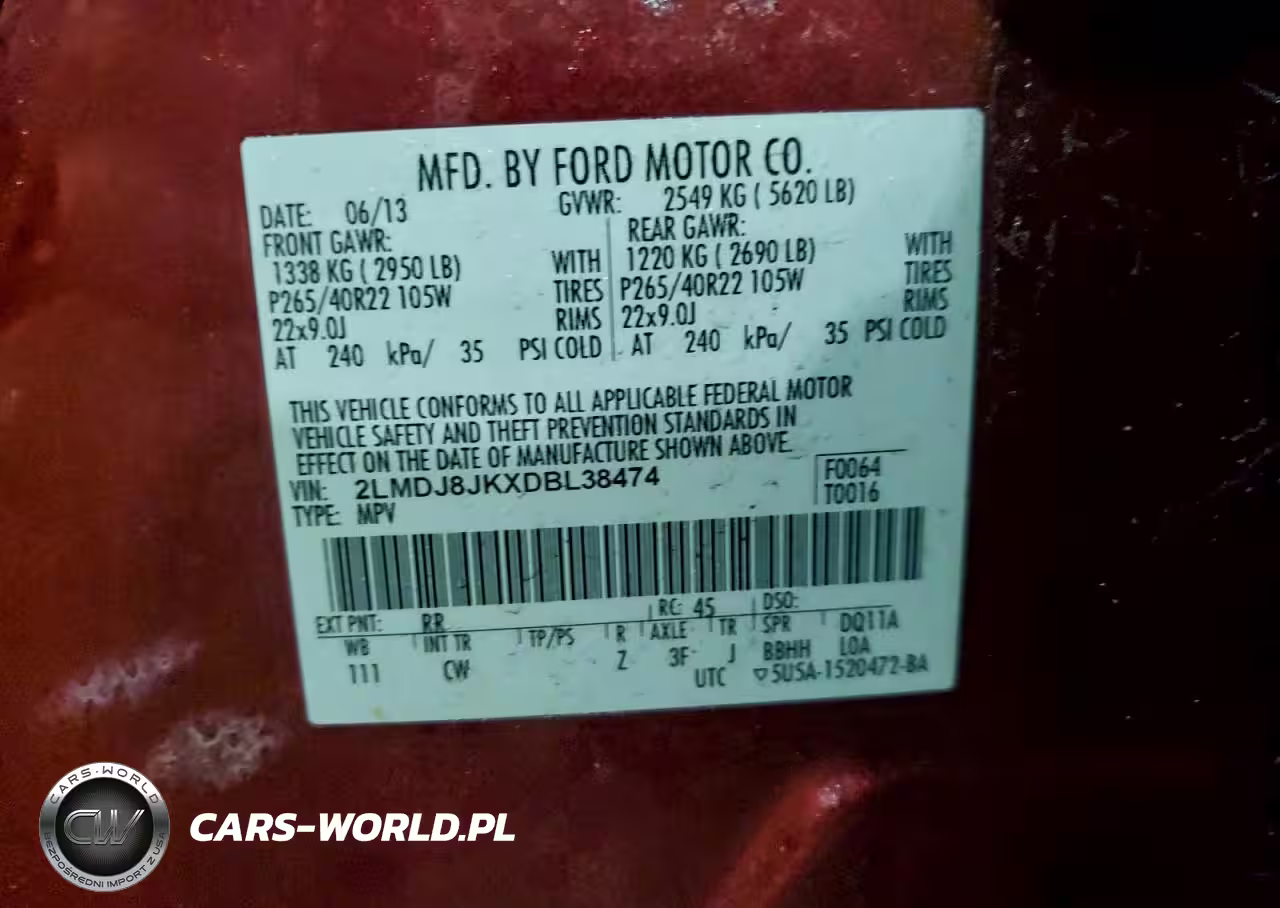 MFD. BY FORD MOTOR CO.
DATE: 06/13 GVWR: 2549 KG ( 5620 LB)
FRONT GAWR: REAR GAWR:
1338 KG ( 2950 LB) WITH 1220 KG ( 2690 LB) WITH
P265/40R22 105W TIRES P265/40R22 105W TIRES
22x9.0J RIMS 22x9.0J RIMS
AT 240 kPa/ 35 PSI COLD AT 240 kPa/ 35 PSI COLD
THIS VEHICLE CONFORMS TO ALL APPLICABLE FEDERAL MOTOR
VEHICLE SAFETY AND THEFT PREVENTION STANDARDS IN
EFFECT ON THE DATE OF MANUFACTURE SHOWN ABOVE.
VIN: 2LMDJ8JKXDBL38474 F0064
TYPE: MPV T0016
EXT PNT: RR RC: 45 DSO:
WB INT TR TP/PS R AXLE TR SPR DQ11A
111 CW Z 3F J BBHH LOA
UTC ▽5USA-1520472-BA
CARS-WORLD
CW
BEZPOŚREDNI IMPORT Z USA
CARS-WORLD.PL